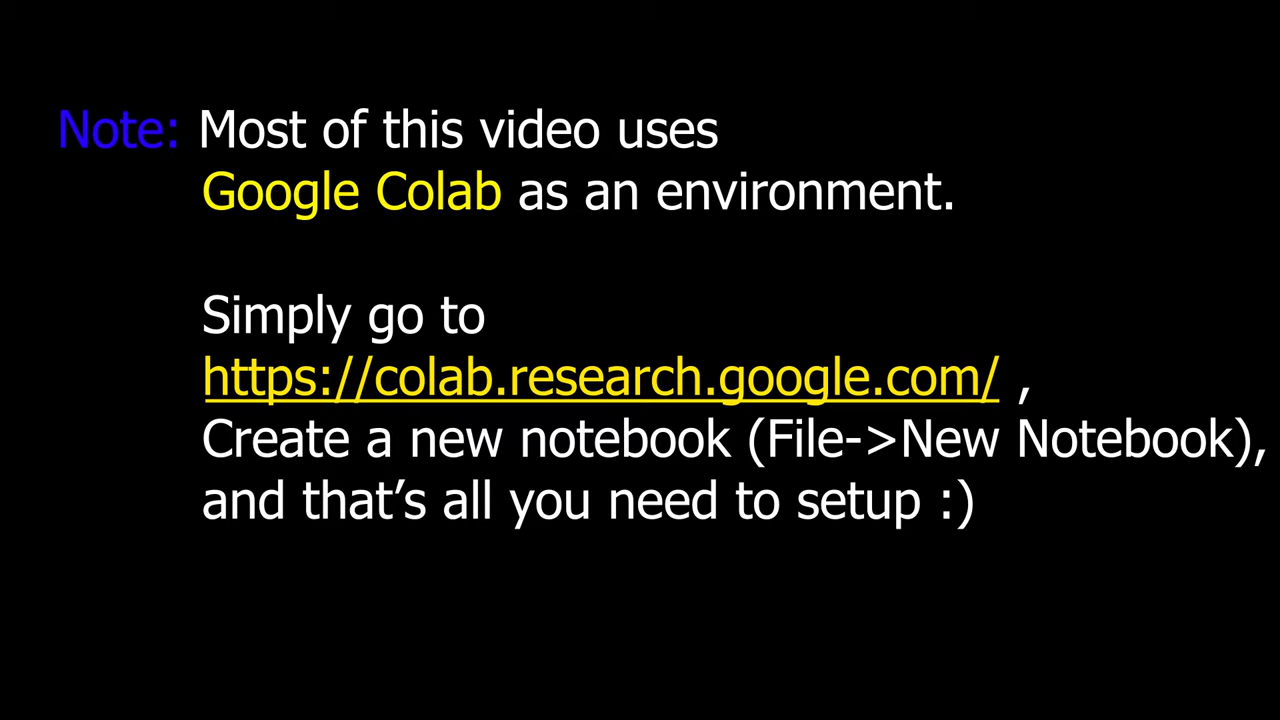 Note: Most of this video uses
Google Colab as an environment.
Simply go to
https://colab.research.google.com/ ,
Create a new notebook (File->New Notebook),
and that’s all you need to setup :)